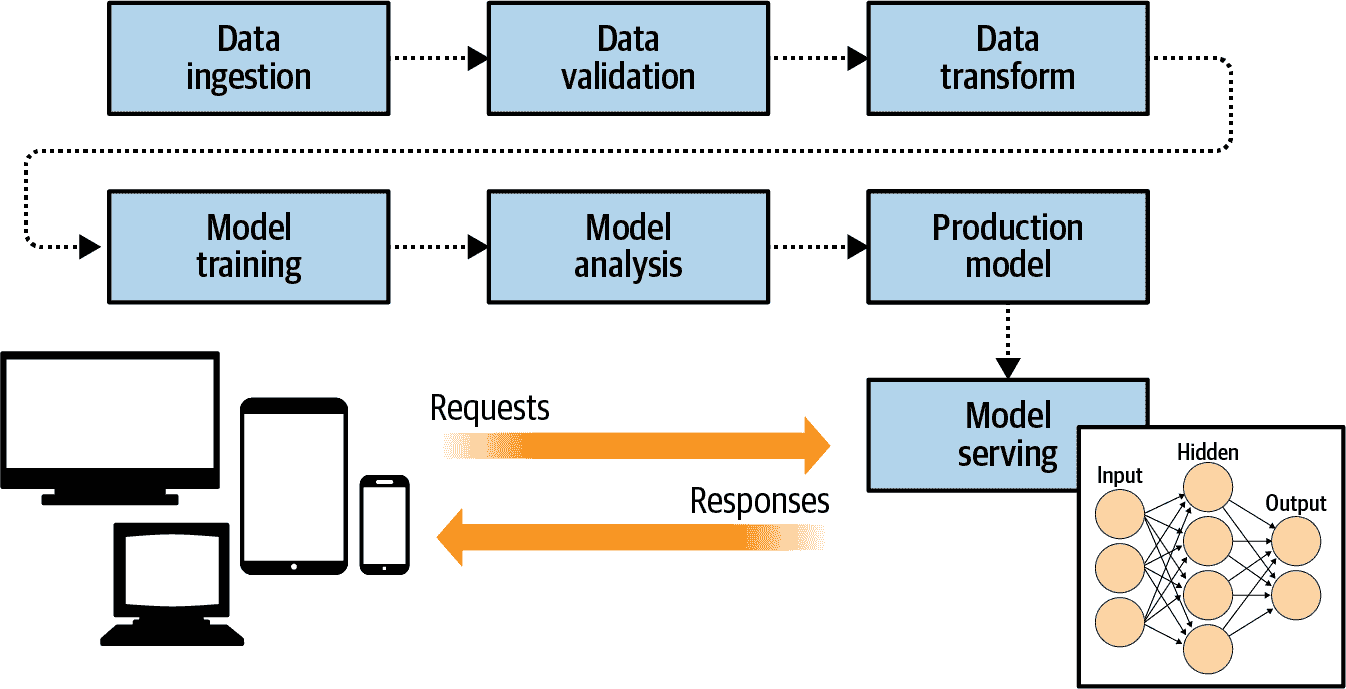 Data
ingestion
Data
validation
Data
transform
Model
training
Model
analysis
Production
model
Requests
Responses
Model
serving
Input
Hidden
Output